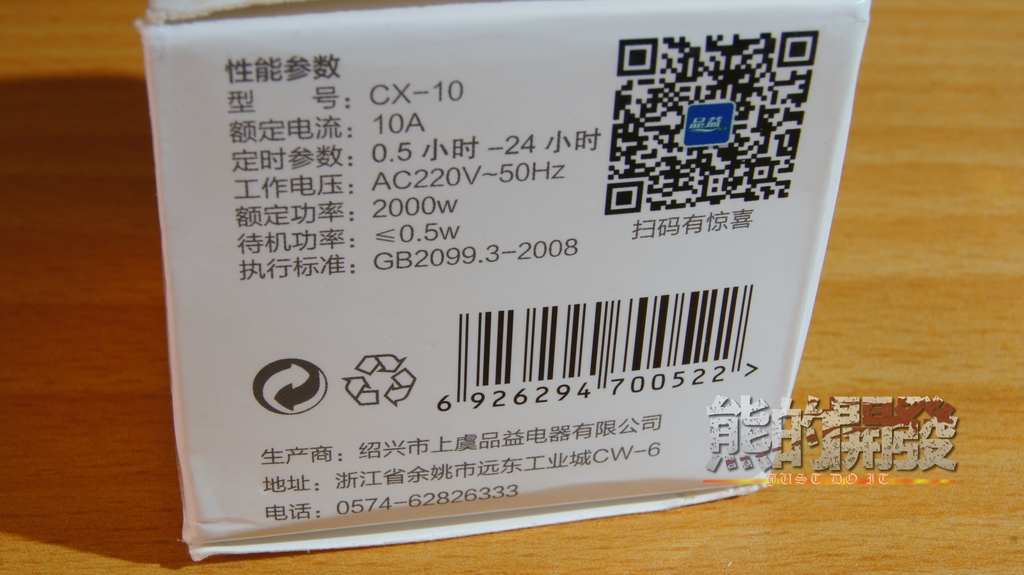 性能参数
型 号：CX-10
额定电流：10A
定时参数：0.5 小时 -24 小时
工作电压：AC220V~50Hz
额定功率：2000w
待机功率：≤0.5w
执行标准：GB2099.3-2008
品益
扫码有惊喜
6 926294 700522 >
生产商：绍兴市上虞品益电器有限公司
地址：浙江省余姚市远东工业城CW-6
电话：0574-62826333
熊的開發
JUST DO IT